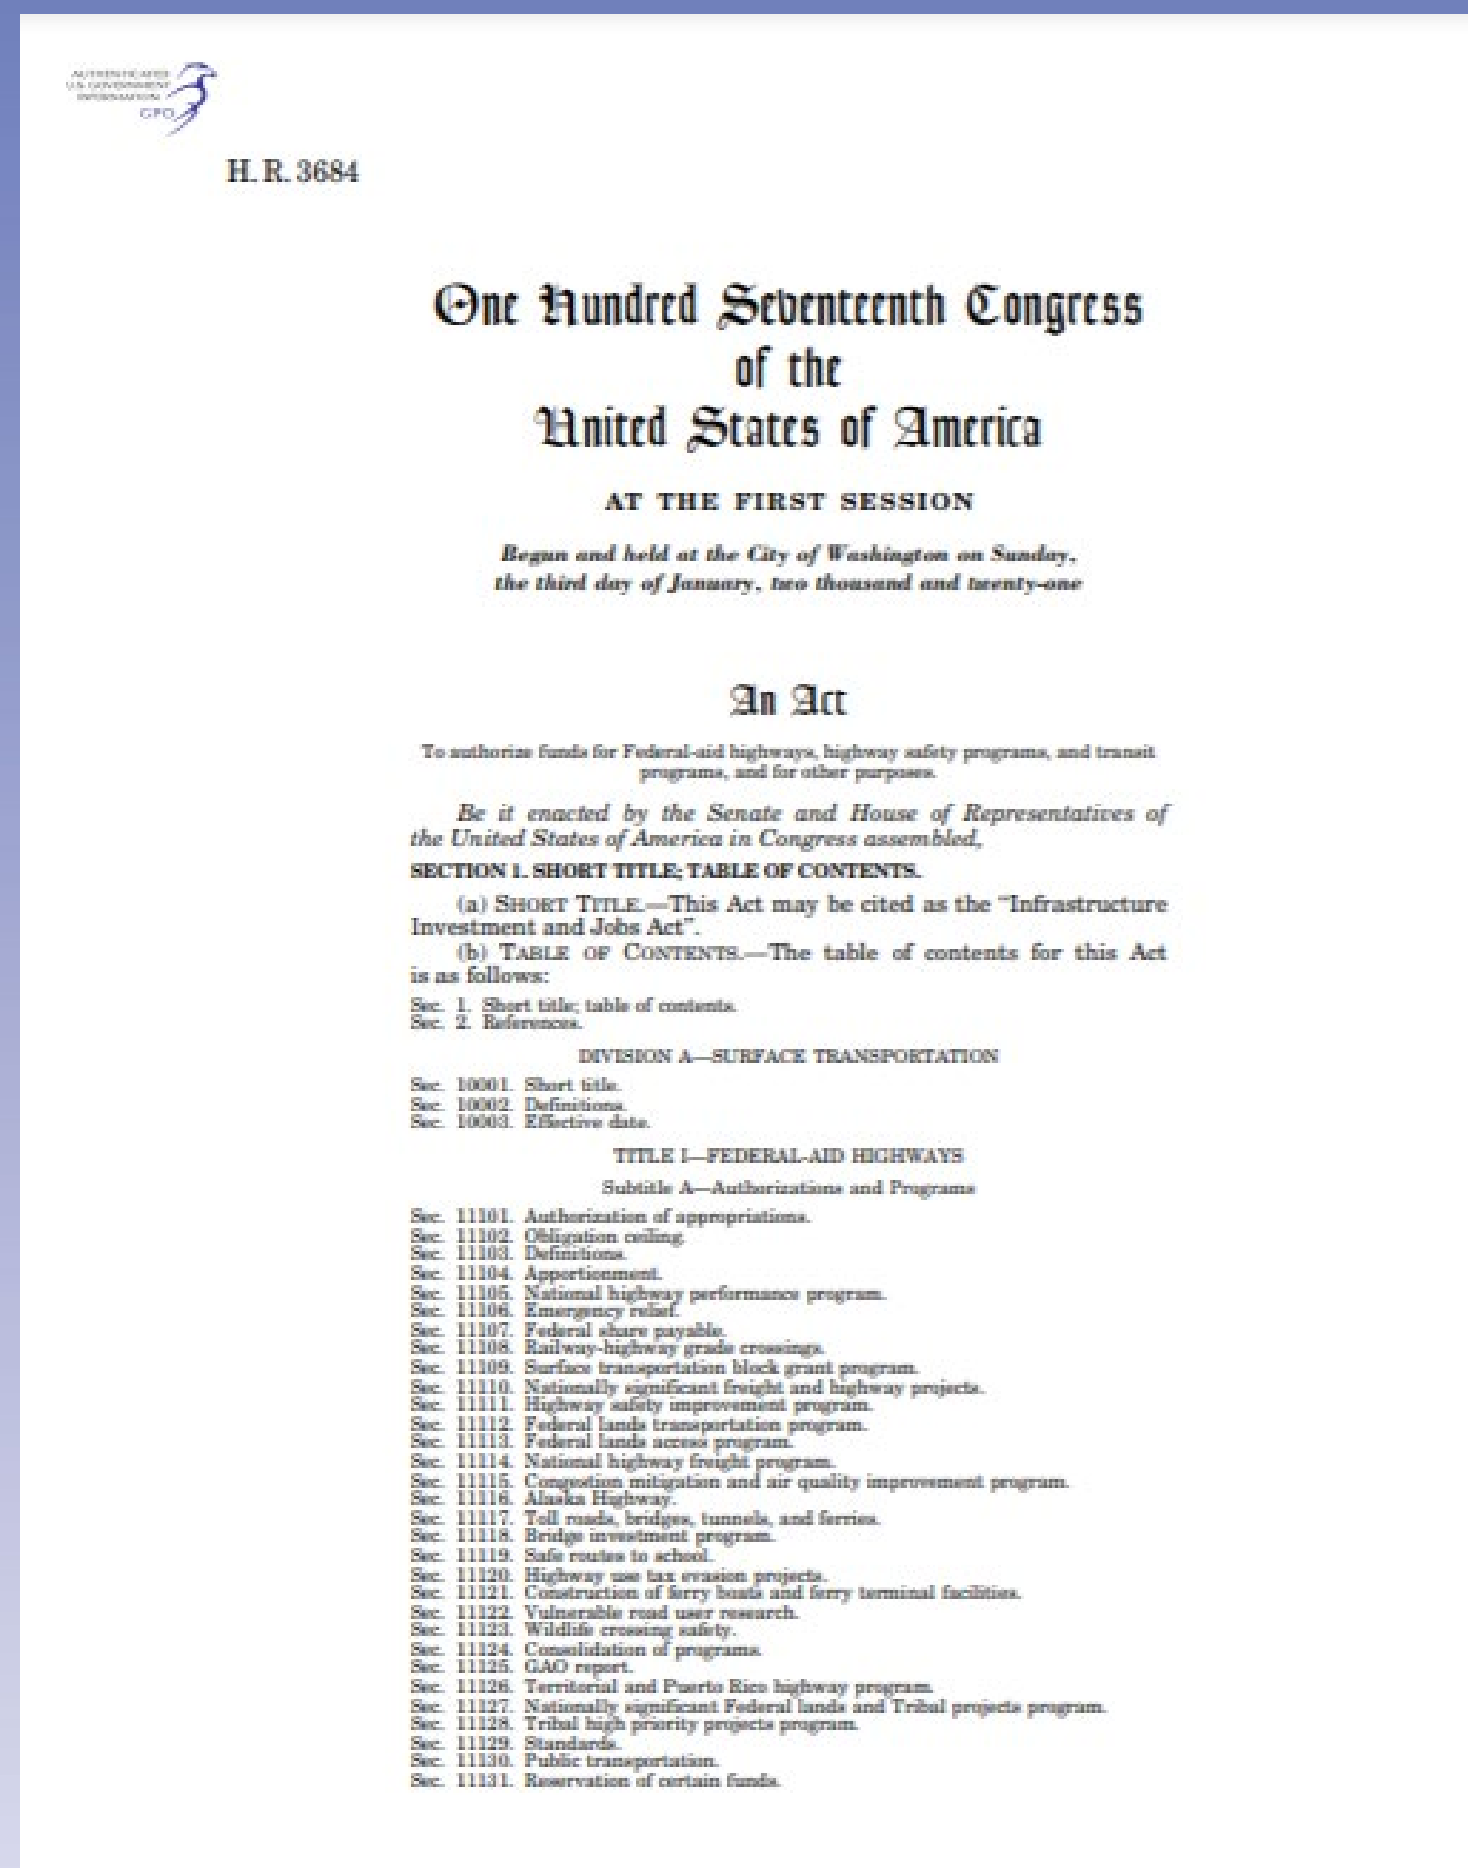 AUTHENTICATED
U.S. GOVERNMENT
INFORMATION
GPO
H. R. 3684
One Hundred Seventeenth Congress
of the
United States of America
AT THE FIRST SESSION
Begun and held at the City of Washington on Sunday,
the third day of January, two thousand and twenty-one
An Act
To authorize funds for Federal-aid highways, highway safety programs, and transit
programs, and for other purposes.
Be it enacted by the Senate and House of Representatives of
the United States of America in Congress assembled,
SECTION 1. SHORT TITLE; TABLE OF CONTENTS.
(a) SHORT TITLE.—This Act may be cited as the “Infrastructure
Investment and Jobs Act”.
(b) TABLE OF CONTENTS.—The table of contents for this Act
is as follows:
Sec. 1. Short title; table of contents.
Sec. 2. References.
DIVISION A—SURFACE TRANSPORTATION
Sec. 10001. Short title.
Sec. 10002. Definitions.
Sec. 10003. Effective date.
TITLE I—FEDERAL-AID HIGHWAYS
Subtitle A—Authorizations and Programs
Sec. 11101. Authorization of appropriations.
Sec. 11102. Obligation ceiling.
Sec. 11103. Definitions.
Sec. 11104. Apportionment.
Sec. 11105. National highway performance program.
Sec. 11106. Emergency relief.
Sec. 11107. Federal share payable.
Sec. 11108. Railway-highway grade crossings.
Sec. 11109. Surface transportation block grant program.
Sec. 11110. Nationally significant freight and highway projects.
Sec. 11111. Highway safety improvement program.
Sec. 11112. Federal lands transportation program.
Sec. 11113. Federal lands access program.
Sec. 11114. National highway freight program.
Sec. 11115. Congestion mitigation and air quality improvement program.
Sec. 11116. Alaska Highway.
Sec. 11117. Toll roads, bridges, tunnels, and ferries.
Sec. 11118. Bridge investment program.
Sec. 11119. Safe routes to school.
Sec. 11120. Highway use tax evasion projects.
Sec. 11121. Construction of ferry boats and ferry terminal facilities.
Sec. 11122. Vulnerable road user research.
Sec. 11123. Wildlife crossing safety.
Sec. 11124. Consolidation of programs.
Sec. 11125. GAO report.
Sec. 11126. Territorial and Puerto Rico highway program.
Sec. 11127. Nationally significant Federal lands and Tribal projects program.
Sec. 11128. Tribal high priority projects program.
Sec. 11129. Standards.
Sec. 11130. Public transportation.
Sec. 11131. Reservation of certain funds.